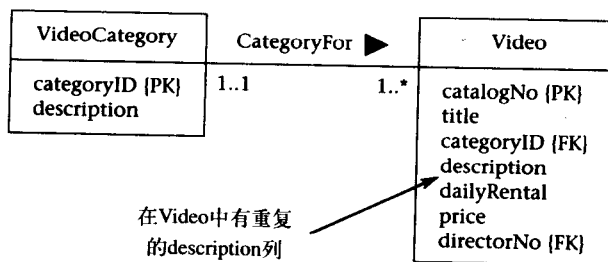 VideoCategory
CategoryFor ▶
Video
categoryID {PK}
description
1..1
1..*
catalogNo {PK}
title
categoryID {FK}
description
dailyRental
price
directorNo {FK}
在Video中有重复
的description列